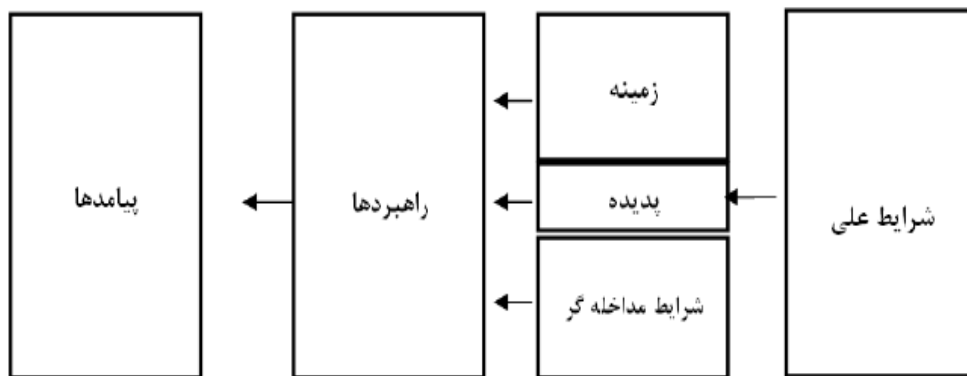 شرایط علی
زمینه
پدیده
شرایط مداخله گر
راهبردها
پیامدها